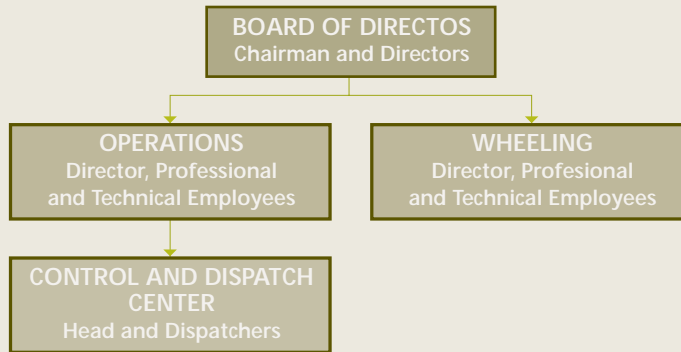 BOARD OF DIRECTOS
Chairman and Directors
OPERATIONS
Director, Professional
and Technical Employees
WHEELING
Director, Profesional
and Technical Employees
CONTROL AND DISPATCH
CENTER
Head and Dispatchers